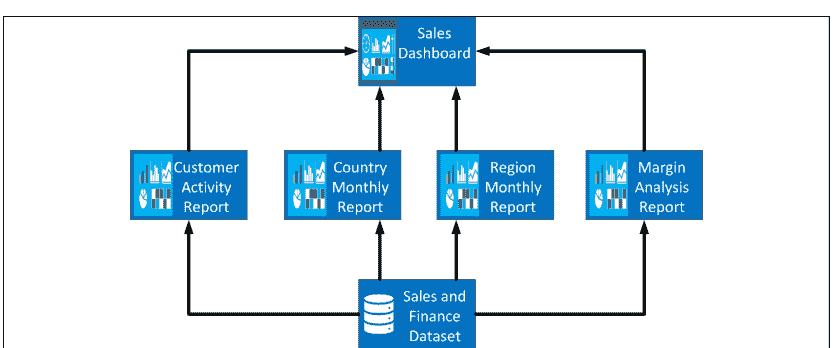 Sales
Dashboard
Customer
Activity
Report
Country
Monthly
Report
Region
Monthly
Report
Margin
Analysis
Report
Sales and
Finance
Dataset